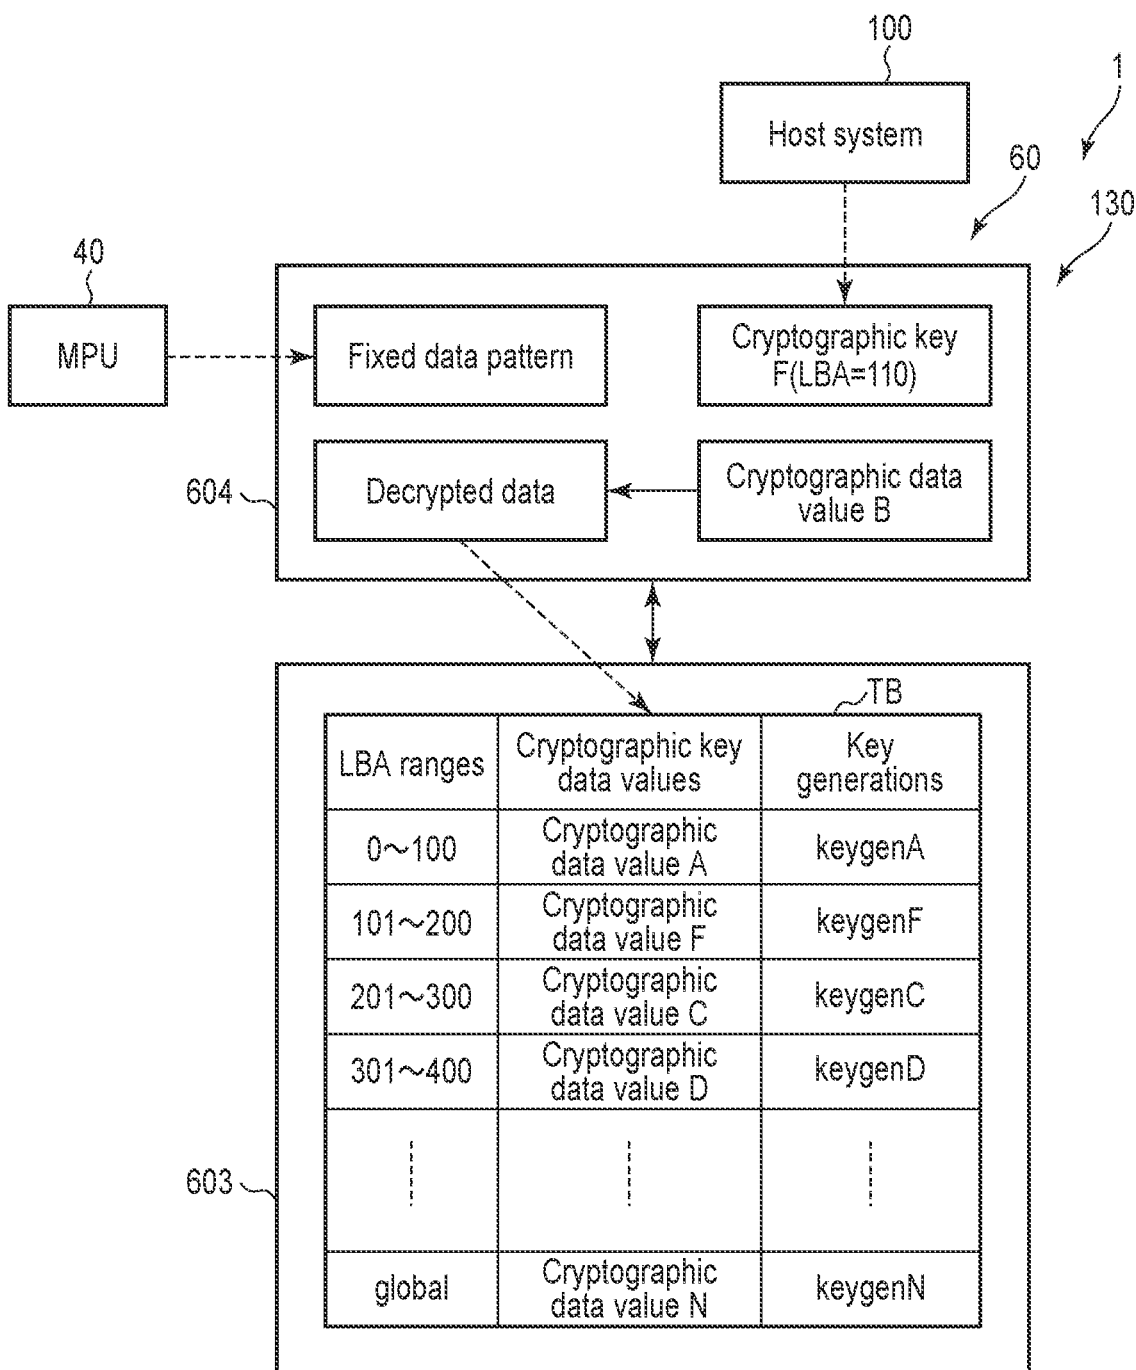 100
1
Host system
60
130
40
MPU
Fixed data pattern
Cryptographic key
F(LBA=110)
604
Decrypted data
Cryptographic data
value B
TB
LBA ranges
Cryptographic key
data values
Key
generations
0～100
Cryptographic
data value A
keygenA
101～200
Cryptographic
data value F
keygenF
201～300
Cryptographic
data value C
keygenC
301～400
Cryptographic
data value D
keygenD
603
global
Cryptographic
data value N
keygenN